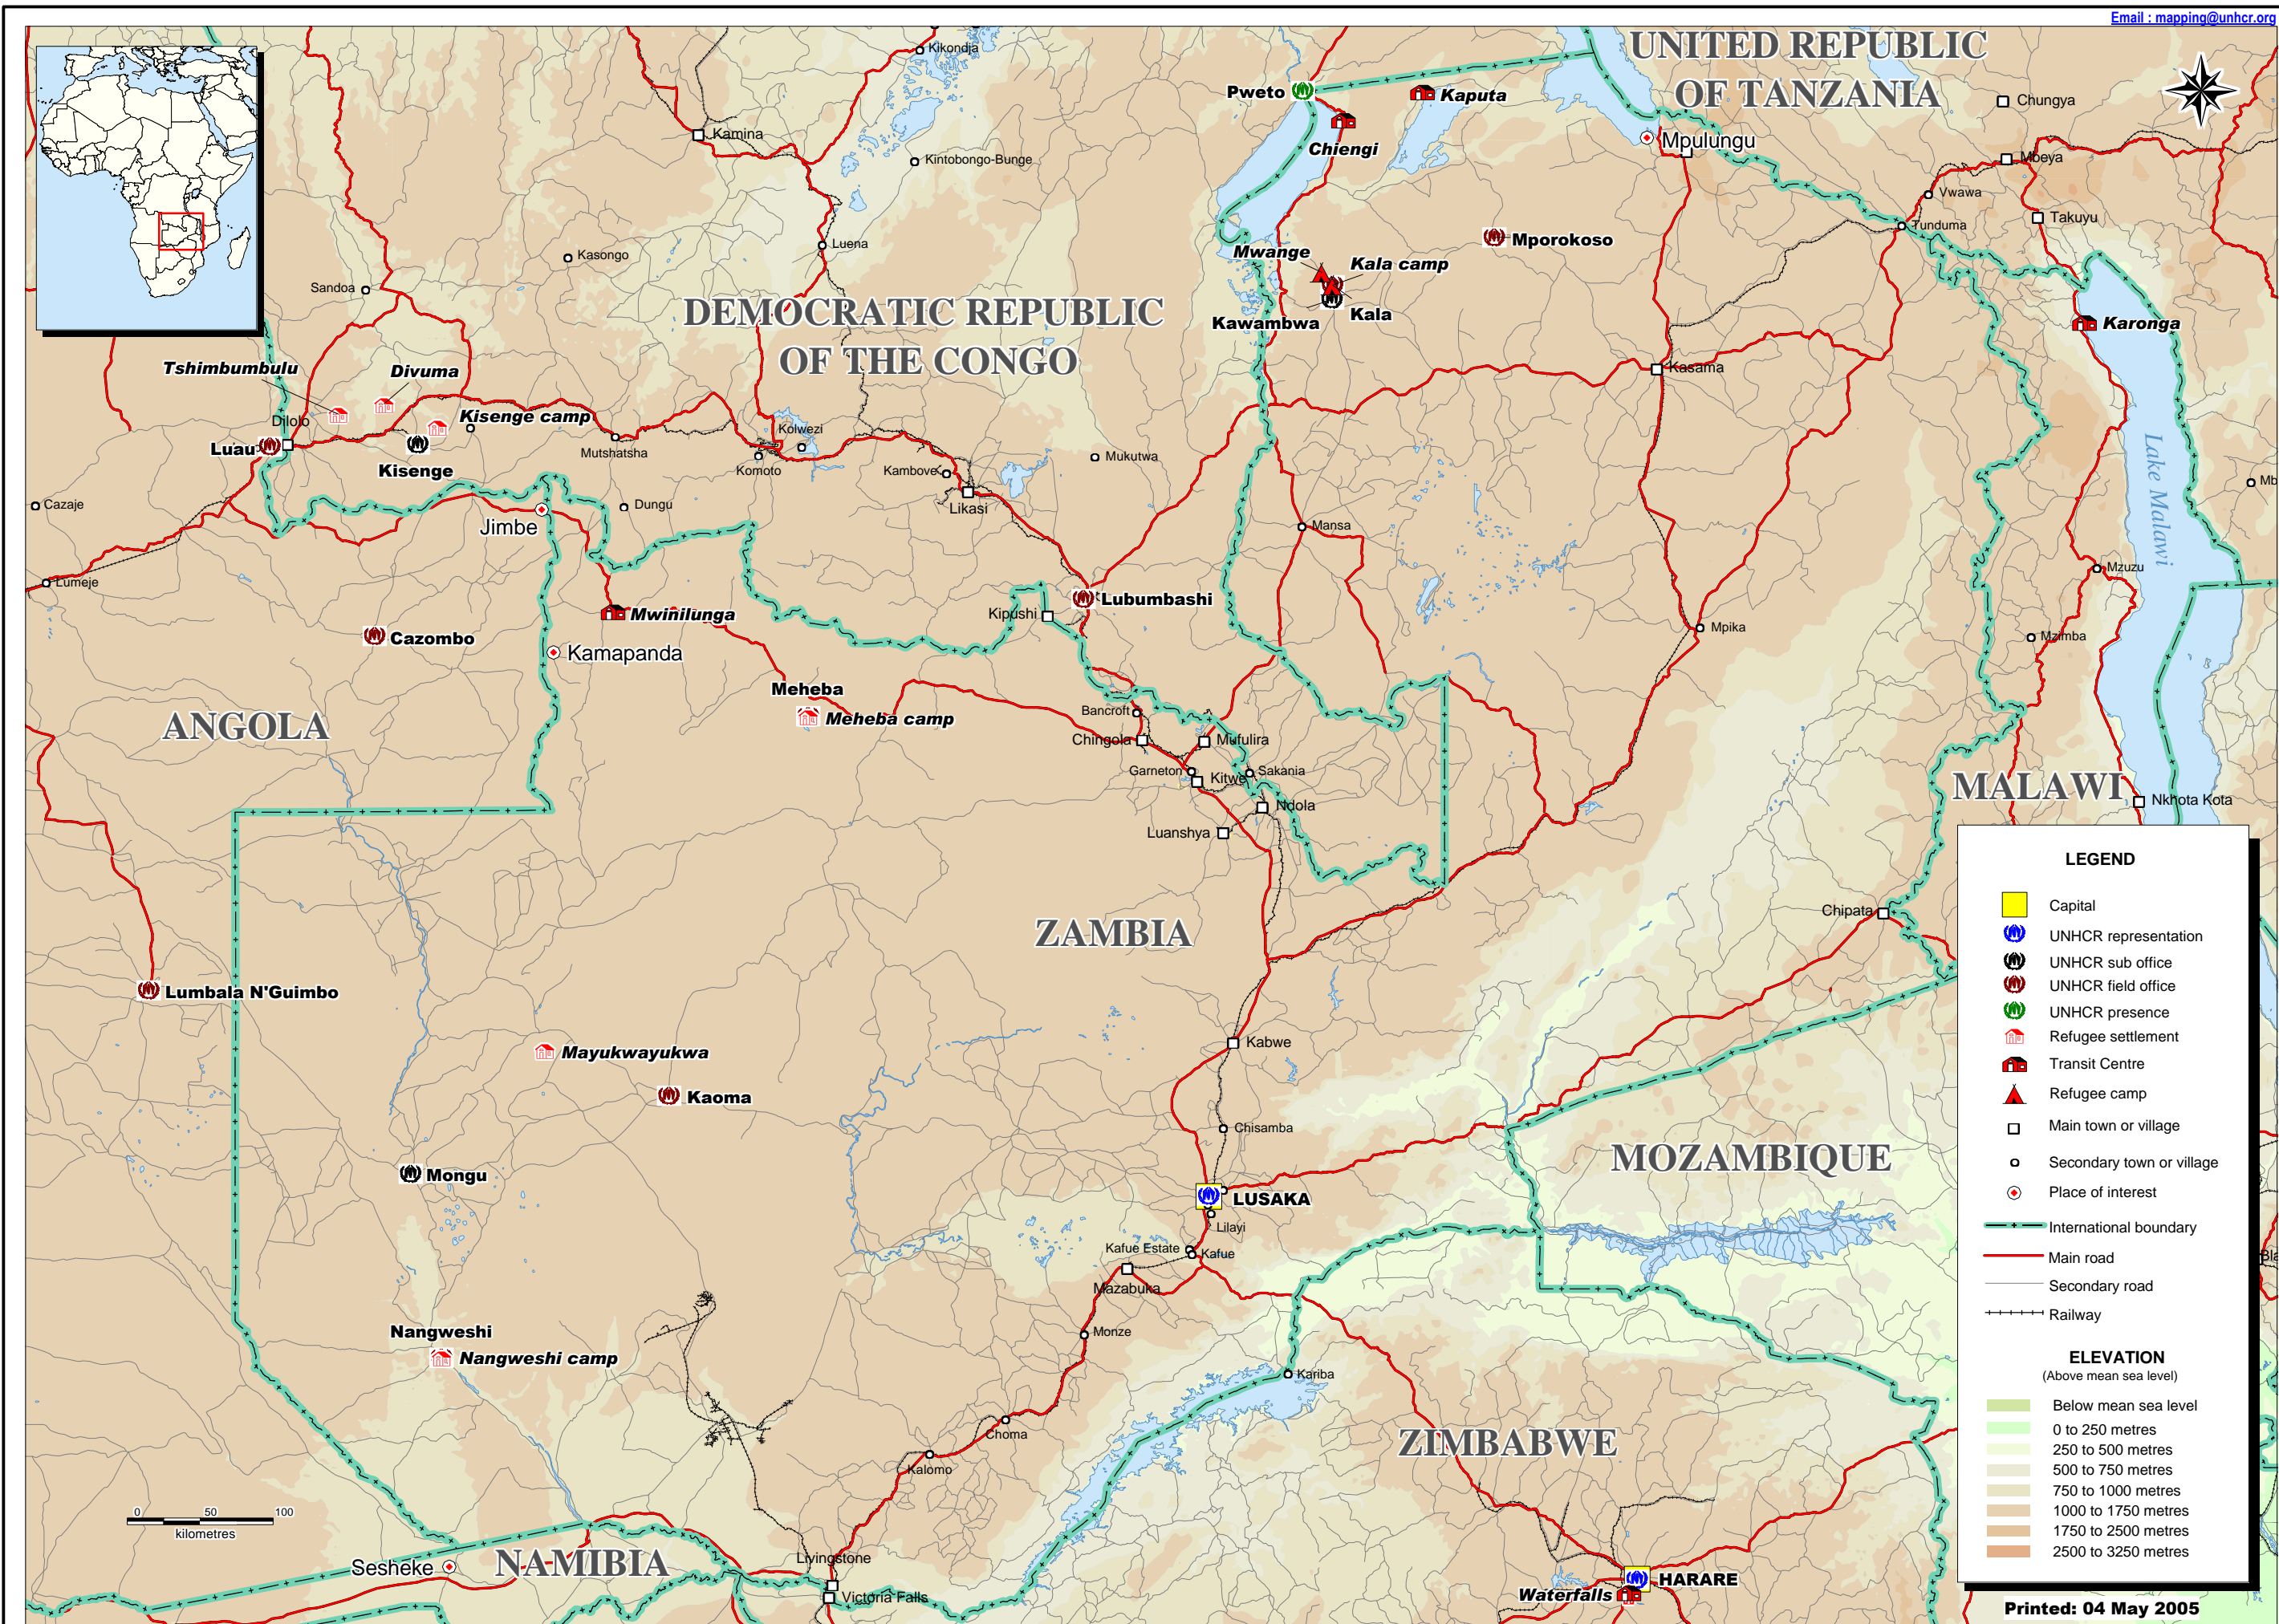 Email : mapping@unhcr.org
UNITED REPUBLIC
OF TANZANIA
Kikondja
Pweto
Kaputa
Chungya
Kamina
Chiengi
Mpulungu
Kintobongo-Bunge
Mbeya
Vwawa
Takuyu
Tunduma
Luena
Kasongo
Mporokoso
Mwange
Kala camp
Sandoa
DEMOCRATIC REPUBLIC
OF THE CONGO
Kawambwa
Kala
Karonga
Tshimbumbulu
Divuma
Kasama
Dilolo
Kisenge camp
Luau
Kisenge
Mutshatsha
Kolwezi
Komoto
Kambove
Mukutwa
Likasi
Lake Malawi
Mb
Cazaje
Dungu
Jimbe
Mansa
Lumeje
Mzuzu
Kipushi
Lubumbashi
Mwinilunga
Cazombo
Kamapanda
Mpika
Mzimba
Meheba
Meheba camp
ANGOLA
Bancroft
Chingola
Mufulira
Garneton
Kitwe
Sakania
Ndola
Luanshya
MALAWI
Nkhota Kota
ZAMBIA
Chipata
Lumbala N'Guimbo
Mayukwayukwa
Kaoma
Kabwe
Chisamba
MOZAMBIQUE
Mongu
LUSAKA
Lilayi
Kafue Estate
Kafue
Mazabuka
Bla
Nangweshi
Nangweshi camp
Monze
Kariba
Choma
Kalomo
ZIMBABWE
0 50 100
kilometres
Sesheke
NAMIBIA
Livingstone
Victoria Falls
HARARE
Waterfalls
LEGEND
Capital
UNHCR representation
UNHCR sub office
UNHCR field office
UNHCR presence
Refugee settlement
Transit Centre
Refugee camp
Main town or village
Secondary town or village
Place of interest
International boundary
Main road
Secondary road
Railway
ELEVATION
(Above mean sea level)
Below mean sea level
0 to 250 metres
250 to 500 metres
500 to 750 metres
750 to 1000 metres
1000 to 1750 metres
1750 to 2500 metres
2500 to 3250 metres
Printed: 04 May 2005